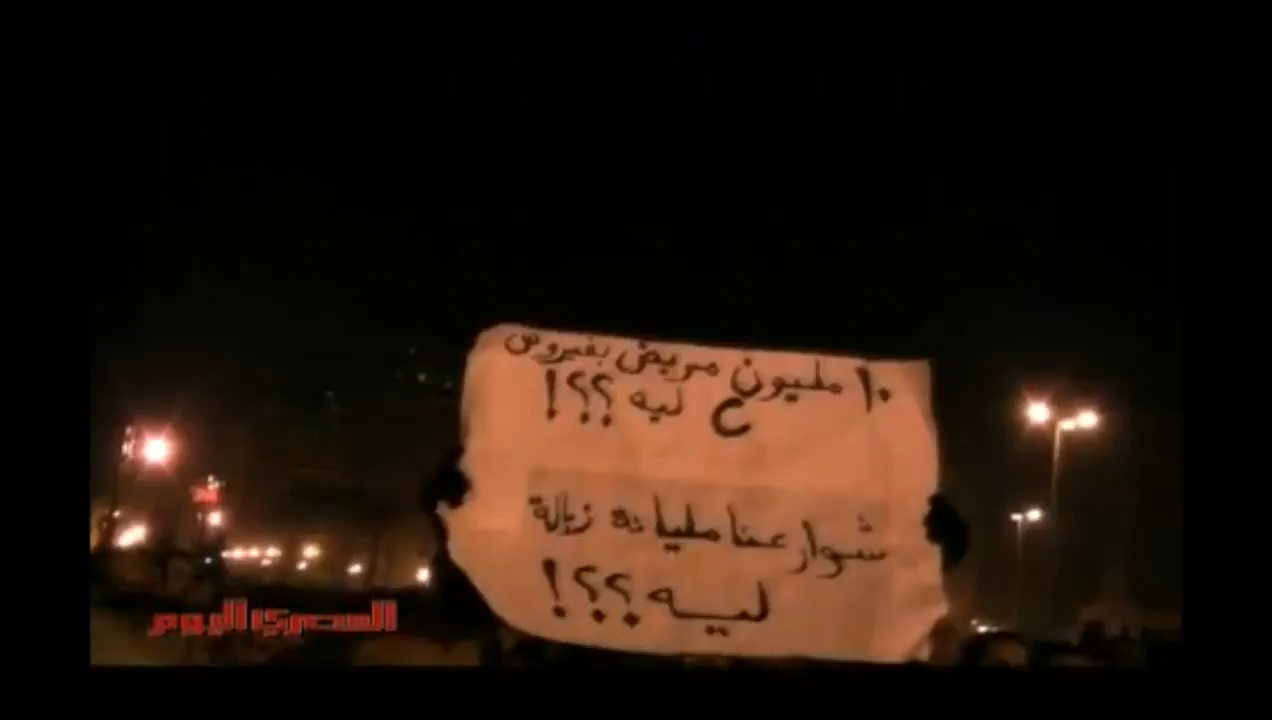 ١٠ مليون مريض بفيروس
ح ليه ؟؟!
شوارعنا مليانة زبالة
ليه ؟؟!
المصري اليوم